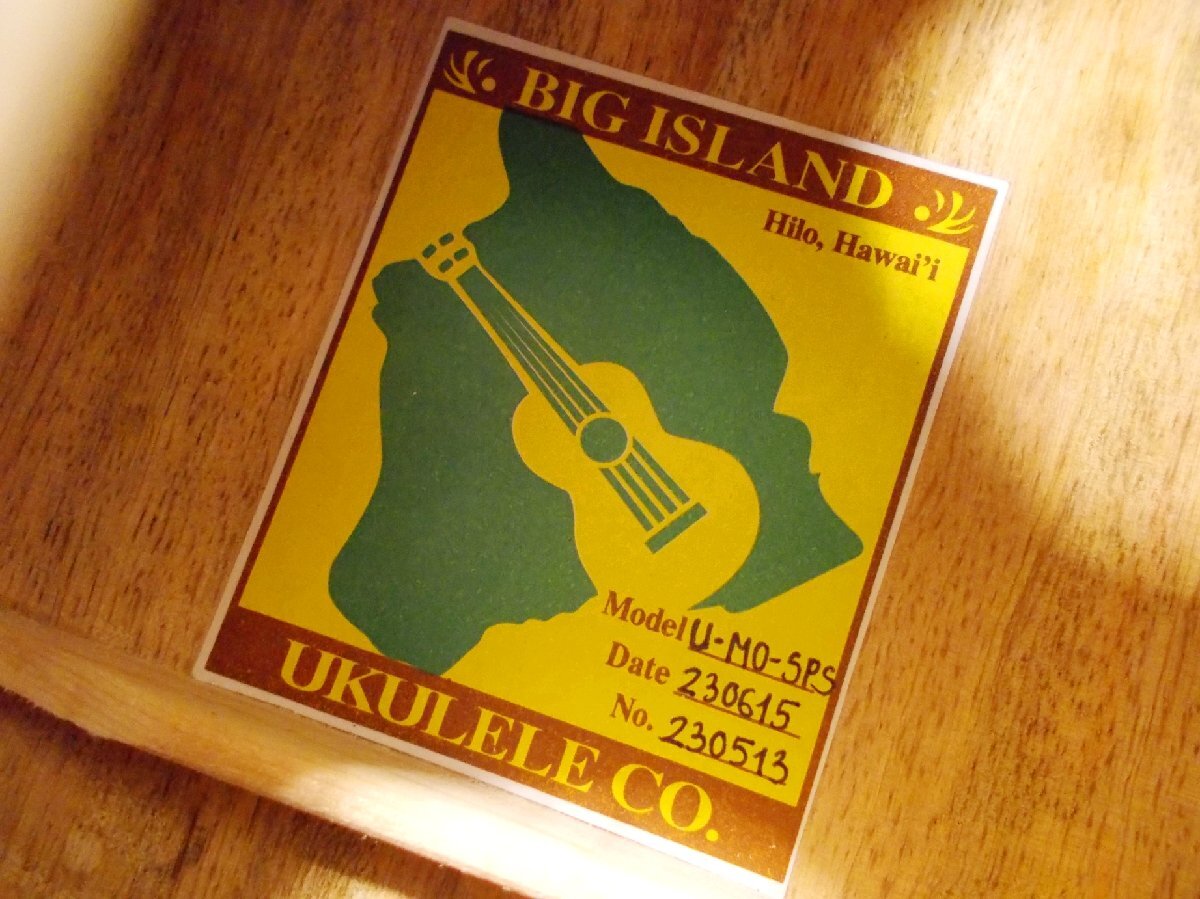 BIG ISLAND
Hilo, Hawai'i
Model U-MO-SPS
Date 230615
No. 230513
UKULELE CO.